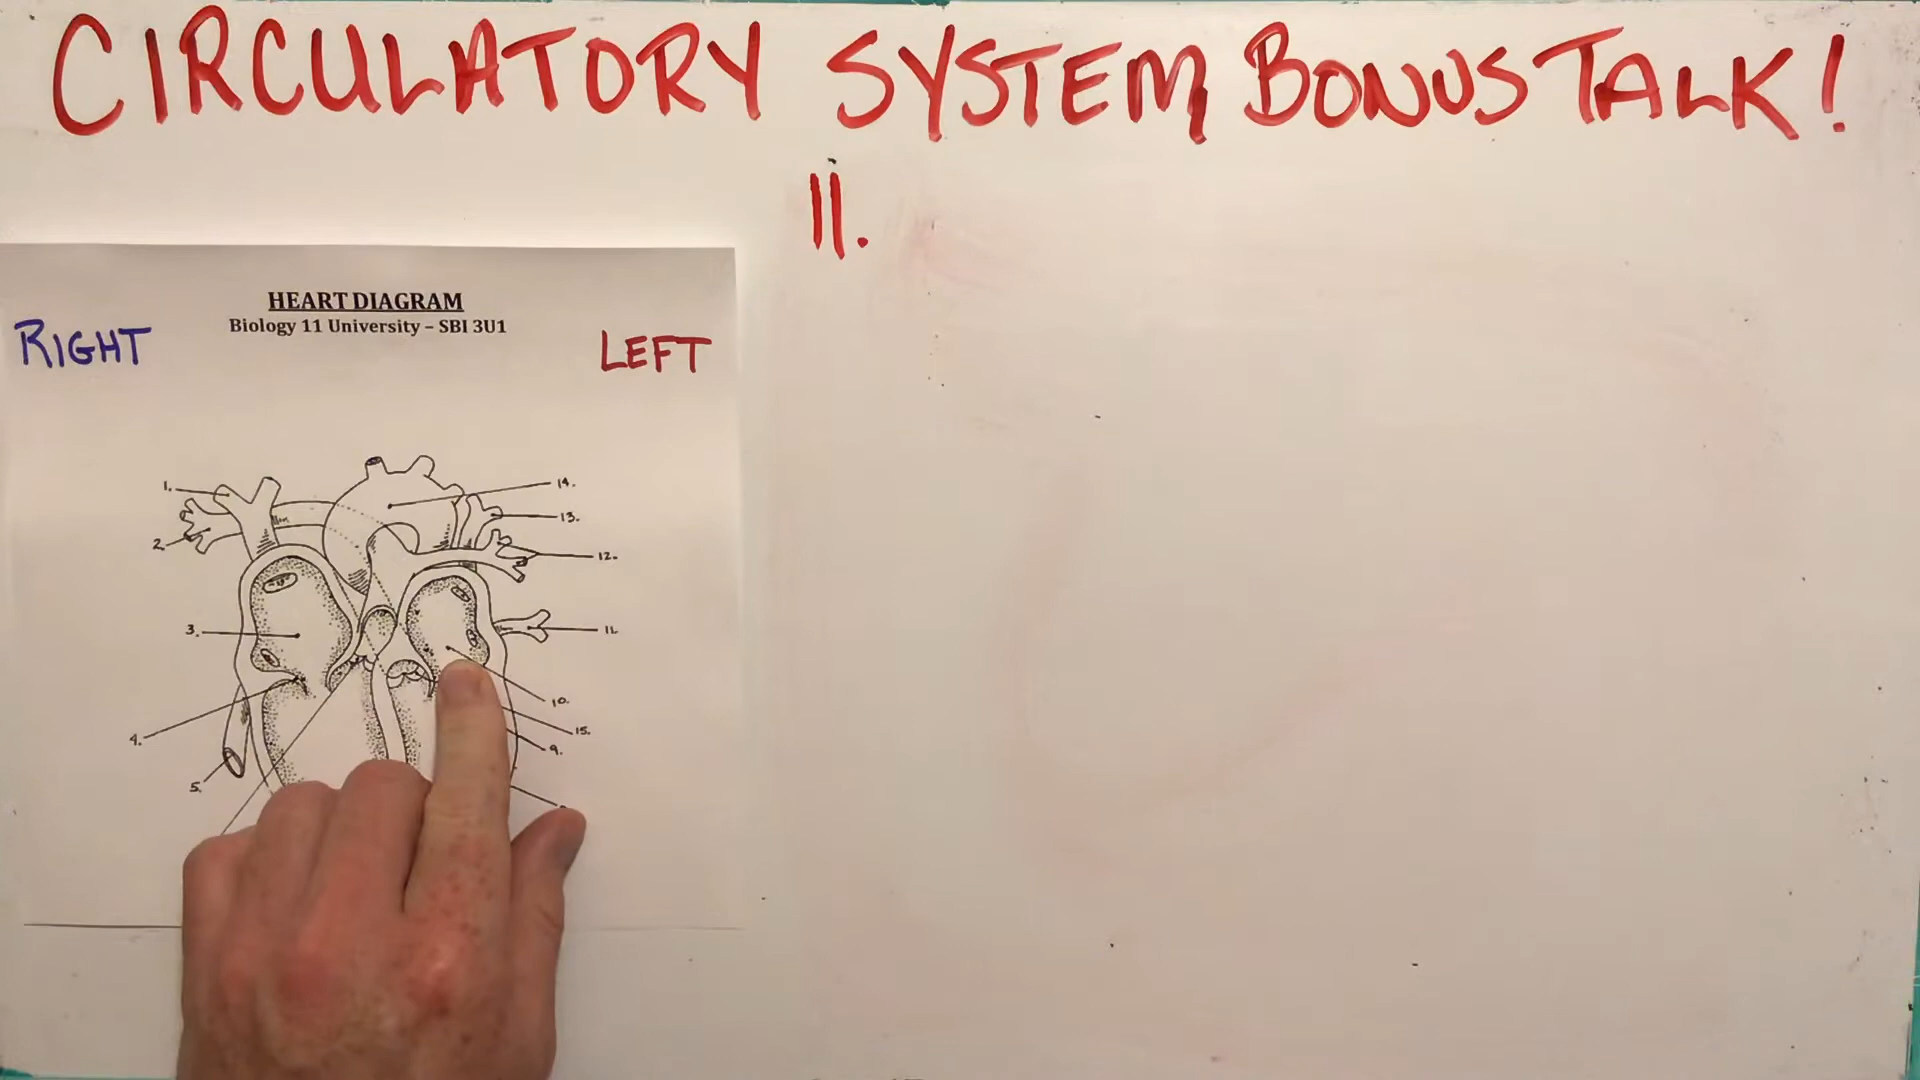 CIRCULATORY SYSTEM BONUS TALK!
II.
HEART DIAGRAM
Biology 11 University – SBI 3U1
RIGHT
LEFT
1.
14.
13.
2.
12.
3.
11.
10.
4.
15.
9.
5.